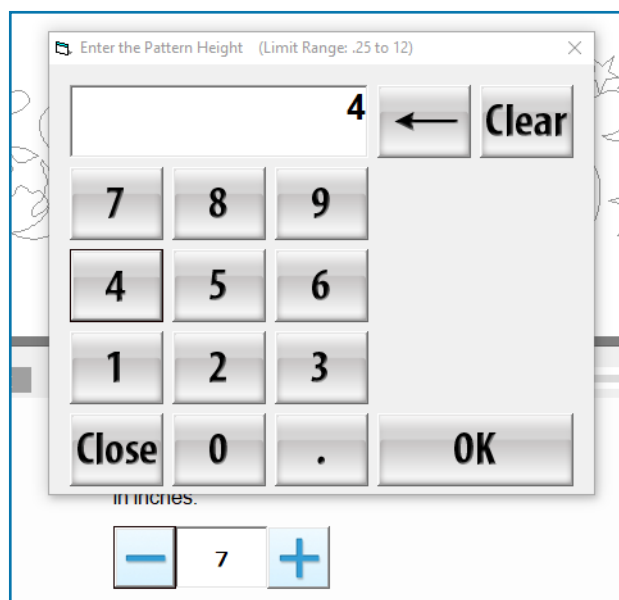 Enter the Pattern Height (Limit Range: .25 to 12)
4
Clear
7 8 9
4 5 6
1 2 3
Close 0 . OK
in inches.
7